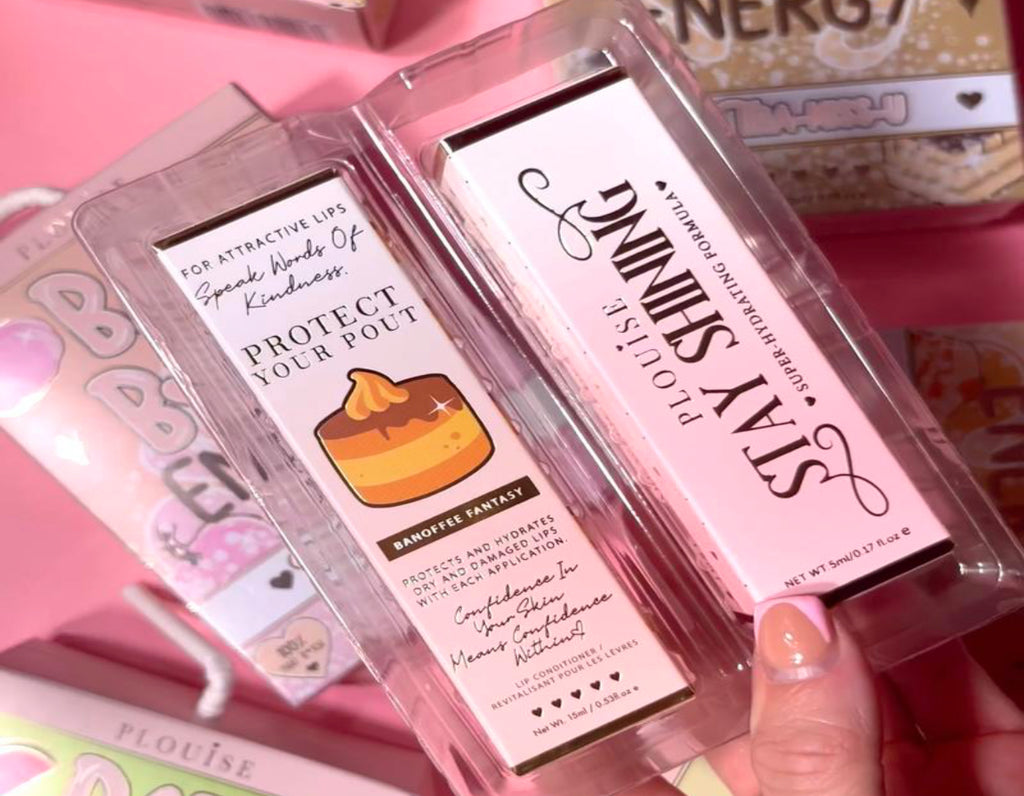 FOR ATTRACTIVE LIPS
Speak Words Of
Kindness.
PROTECT
YOUR POUT
BANOFFEE FANTASY
PROTECTS AND HYDRATES
DRY AND DAMAGED LIPS
WITH EACH APPLICATION.
Confidence In
Your Skin
Means Confidence
Within
LIP CONDITIONER /
REVITALISANT POUR LES LÈVRES
Net Wt. 15ml / 0.53fl oz e
PLOUISE
STAY SHINING
SUPER-HYDRATING FORMULA
NET WT 5ml/0.17 fl.oz e
PLOUISE